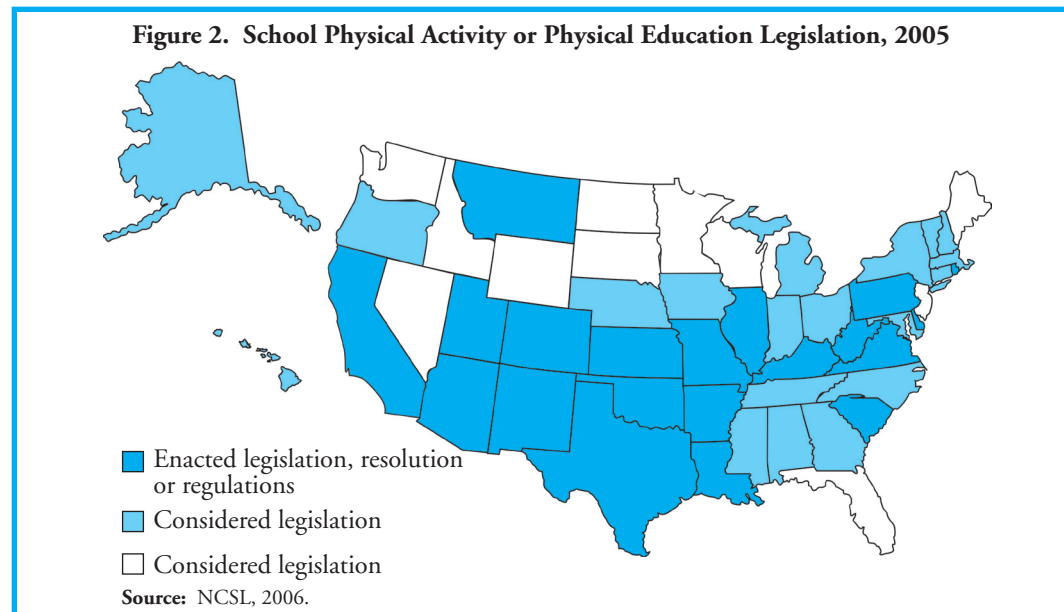 Figure 2. School Physical Activity or Physical Education Legislation, 2005
Enacted legislation, resolution
or regulations
Considered legislation
Considered legislation
Source: NCSL, 2006.